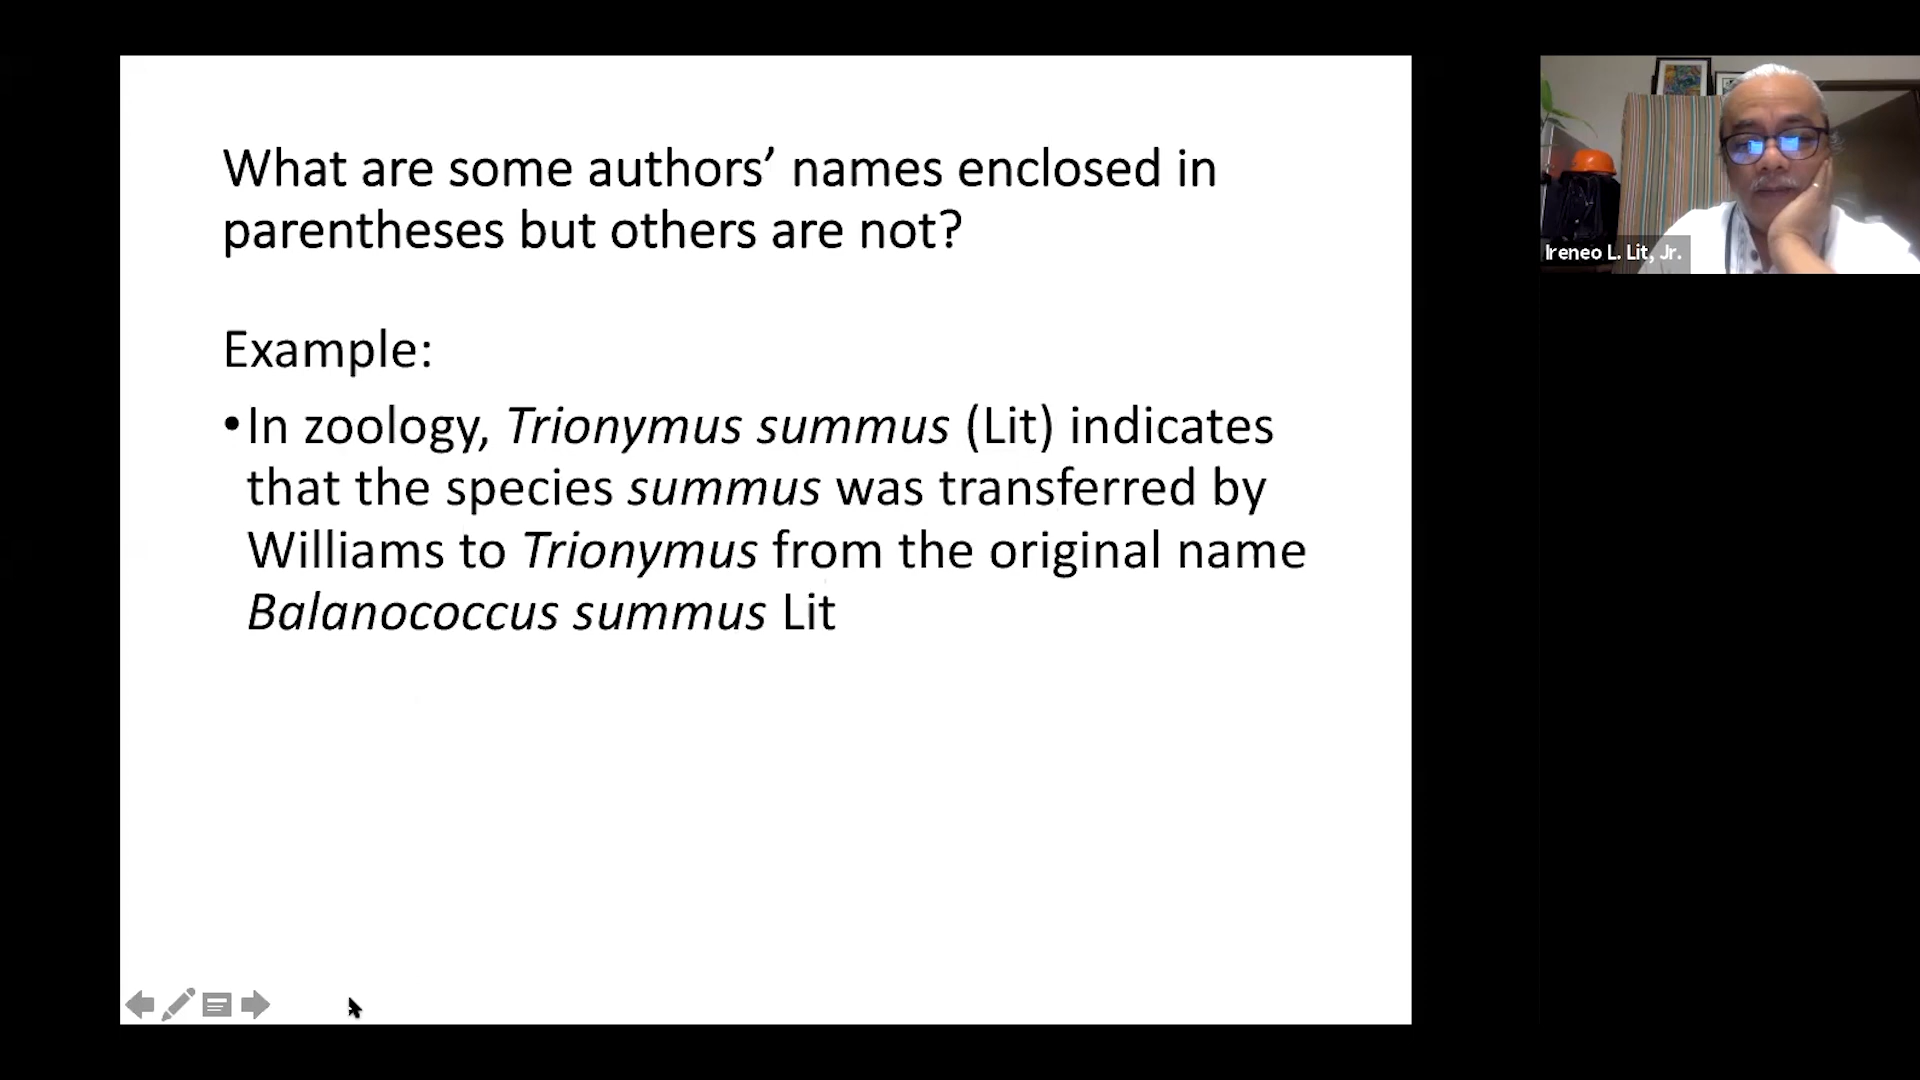 What are some authors’ names enclosed in
parentheses but others are not?
Example:
•In zoology, Trionymus summus (Lit) indicates
that the species summus was transferred by
Williams to Trionymus from the original name
Balanococcus summus Lit
Ireneo L. Lit, Jr.